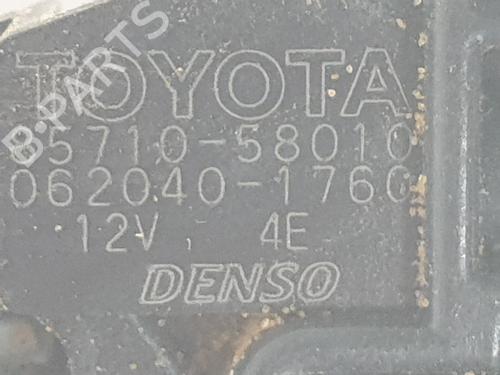 TOYOTA
85710-58010
062040-1760
12V 4E
DENSO
B-PARTS